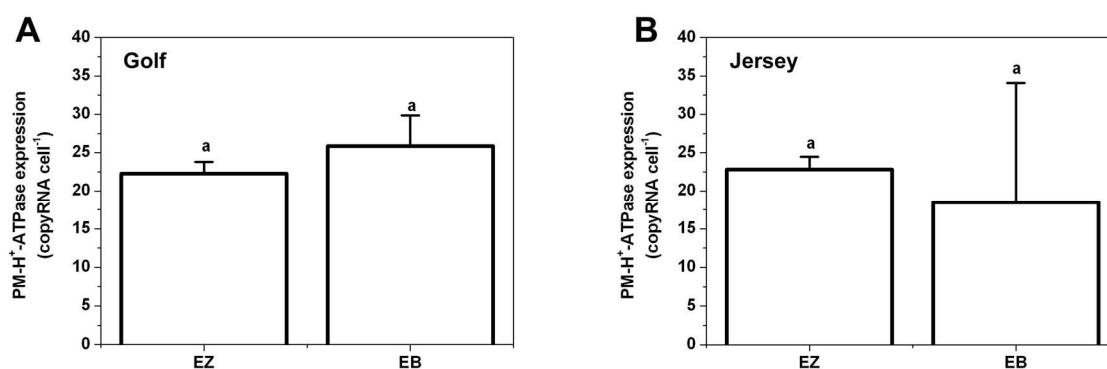 A
Golf
PM-H⁺-ATPase expression
(copyRNA cell⁻¹)
40
35
30
25
20
15
10
5
0
a
a
EZ
EB
B
Jersey
PM-H⁺-ATPase expression
(copyRNA cell⁻¹)
40
35
30
25
20
15
10
5
0
a
a
EZ
EB